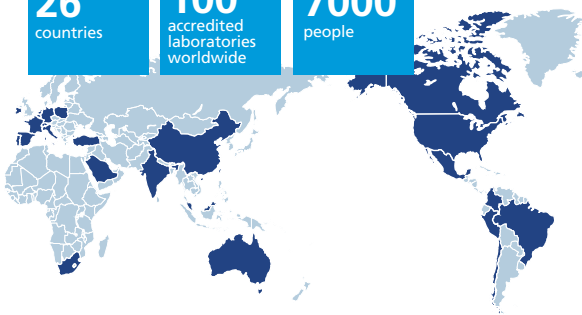 26
countries
100
accredited
laboratories
worldwide
7000
people